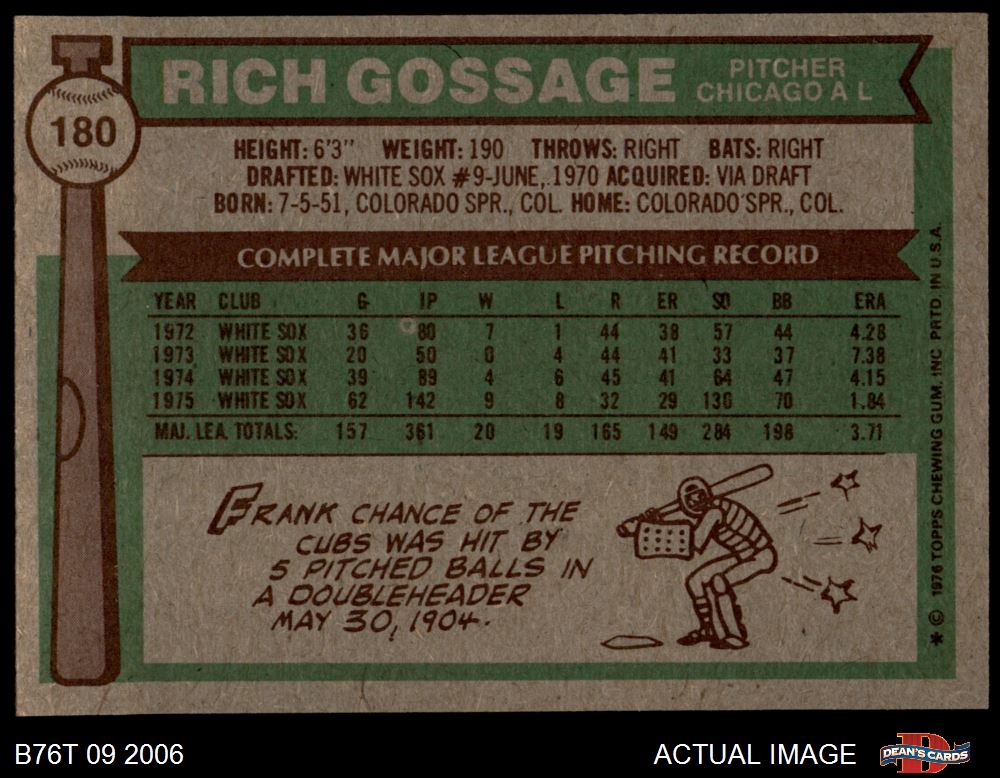 RICH GOSSAGE
PITCHER
CHICAGO A L
180
HEIGHT: 6'3" WEIGHT: 190 THROWS: RIGHT BATS: RIGHT
DRAFTED: WHITE SOX #9-JUNE, 1970 ACQUIRED: VIA DRAFT
BORN: 7-5-51, COLORADO SPR., COL. HOME: COLORADO SPR., COL.
COMPLETE MAJOR LEAGUE PITCHING RECORD
YEAR CLUB G IP W L R ER SO BB ERA
1972 WHITE SOX 36 80 7 1 44 38 57 44 4.28
1973 WHITE SOX 20 50 0 4 44 41 33 37 7.38
1974 WHITE SOX 39 89 4 6 45 41 64 47 4.15
1975 WHITE SOX 62 142 9 8 32 29 130 70 1.84
MAJ. LEA. TOTALS: 157 361 20 19 165 149 284 198 3.71
FRANK CHANCE OF THE
CUBS WAS HIT BY
5 PITCHED BALLS IN
A DOUBLEHEADER
MAY 30, 1904.
* © 1976 TOPPS CHEWING GUM, INC PRTD. IN U.S.A.
B76T 09 2006
ACTUAL IMAGE
D
DEAN'S CARDS